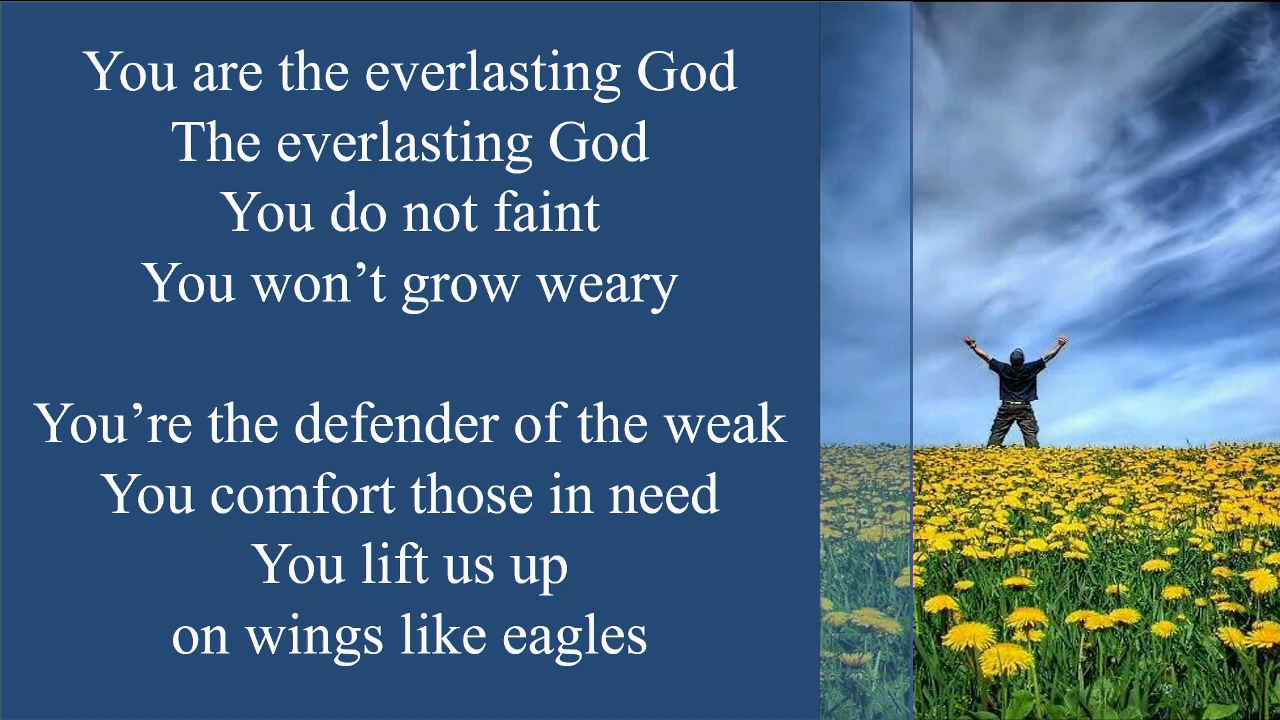 You are the everlasting God
The everlasting God
You do not faint
You won’t grow weary
You’re the defender of the weak
You comfort those in need
You lift us up
on wings like eagles